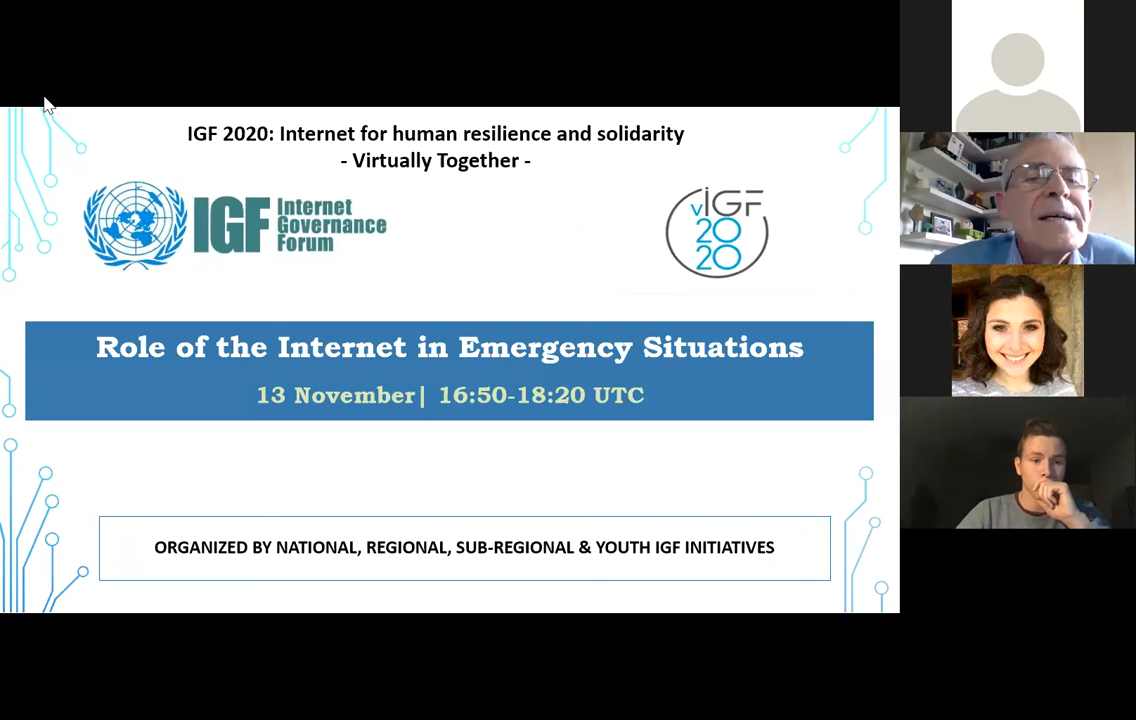 IGF 2020: Internet for human resilience and solidarity
- Virtually Together -
IGF Internet
Governance
Forum
vIGF
20
20
Role of the Internet in Emergency Situations
13 November| 16:50-18:20 UTC
ORGANIZED BY NATIONAL, REGIONAL, SUB-REGIONAL & YOUTH IGF INITIATIVES